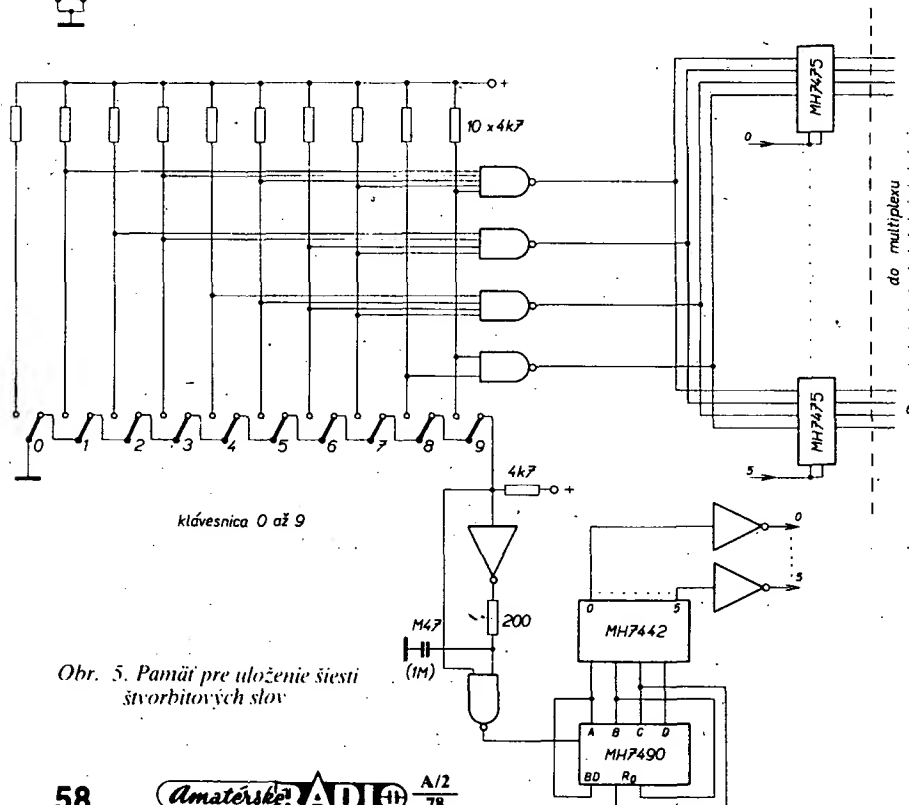 +
10 x 4k7
MH7475
0
do multiplexu
MH7475
5
0 1 2 3 4 5 6 7 8 9
klávesnica 0 až 9
4k7
+
200
M47
(1M)
0
5
0 5
MH7442
A B C D
MH7490
BD R₀
Obr. 5. Pamäť pre uloženie šiesti
štvorbitových slov
58
Amatérské RADIO A/2
78